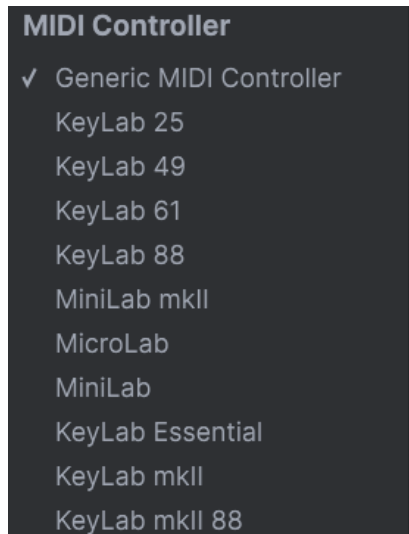 MIDI Controller
✓ Generic MIDI Controller
KeyLab 25
KeyLab 49
KeyLab 61
KeyLab 88
MiniLab mkII
MicroLab
MiniLab
KeyLab Essential
KeyLab mkII
KeyLab mkII 88